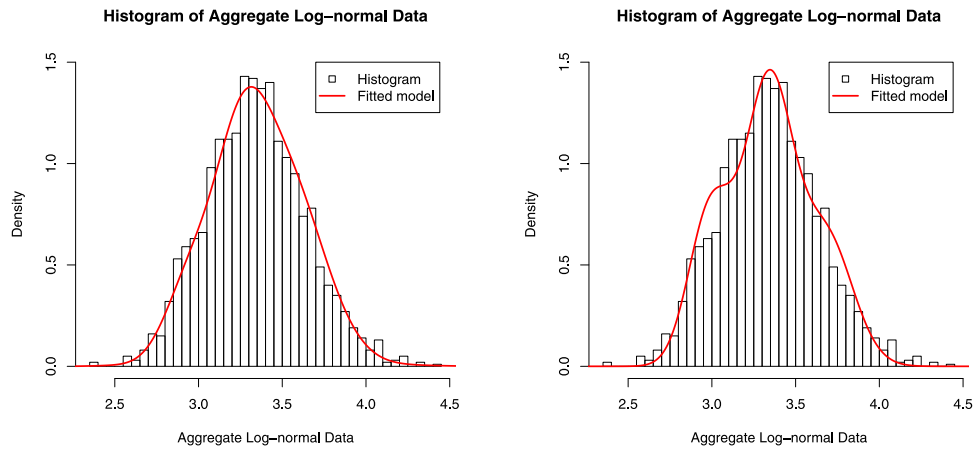 Histogram of Aggregate Log−normal Data
1.5
1.0
0.5
0.0
Density
Histogram
Fitted model
2.5 3.0 3.5 4.0 4.5
Aggregate Log−normal Data
Histogram of Aggregate Log−normal Data
1.5
1.0
0.5
0.0
Density
Histogram
Fitted model
2.5 3.0 3.5 4.0 4.5
Aggregate Log−normal Data